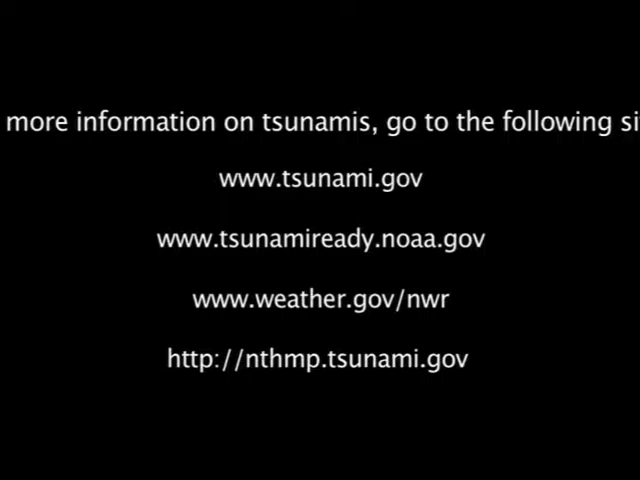 more information on tsunamis, go to the following
www.tsunami.gov
www.tsunamiready.noaa.gov
www.weather.gov/nwr
http://nthmp.tsunami.gov